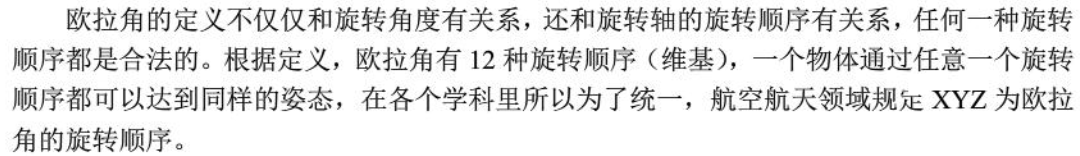 欧拉角的定义不仅仅和旋转角度有关系，还和旋转轴的旋转顺序有关系，任何一种旋转
顺序都是合法的。根据定义，欧拉角有 12 种旋转顺序（维基），一个物体通过任意一个旋转
顺序都可以达到同样的姿态，在各个学科里所以为了统一，航空航天领域规定 XYZ 为欧拉
角的旋转顺序。